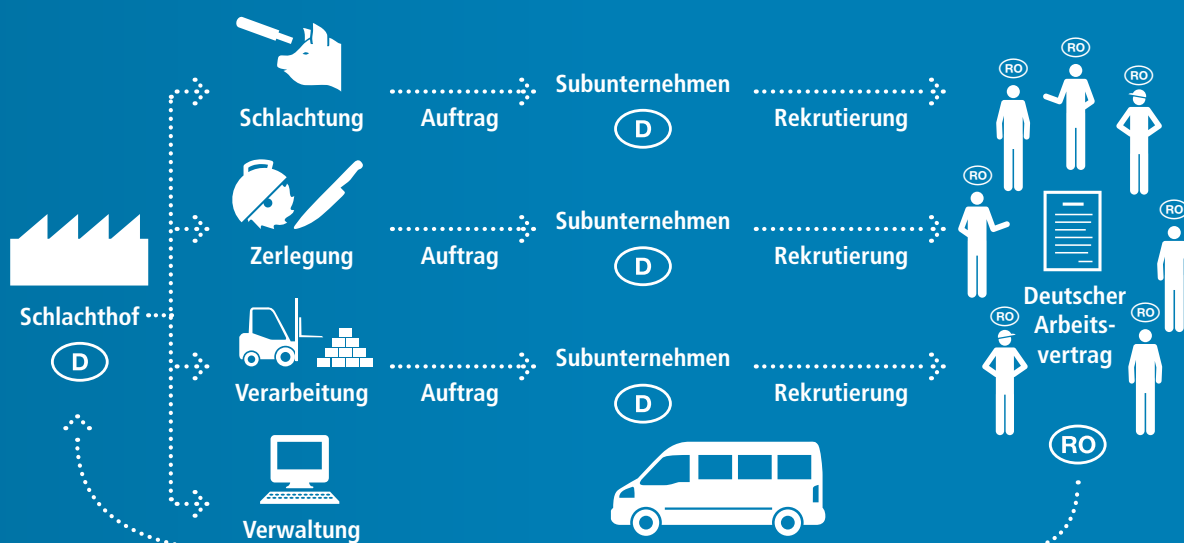 RO
RO
RO
Subunternehmen
Schlachtung
Auftrag
D
Rekrutierung
RO
RO
Subunternehmen
Zerlegung
Auftrag
D
Rekrutierung
Deutscher
Arbeits-
vertrag
RO
RO
Schlachthof
D
Subunternehmen
Verarbeitung
Auftrag
D
Rekrutierung
RO
Verwaltung